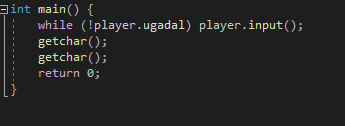 int main() {
while (!player.ugadal) player.input();
getchar();
getchar();
return 0;
}